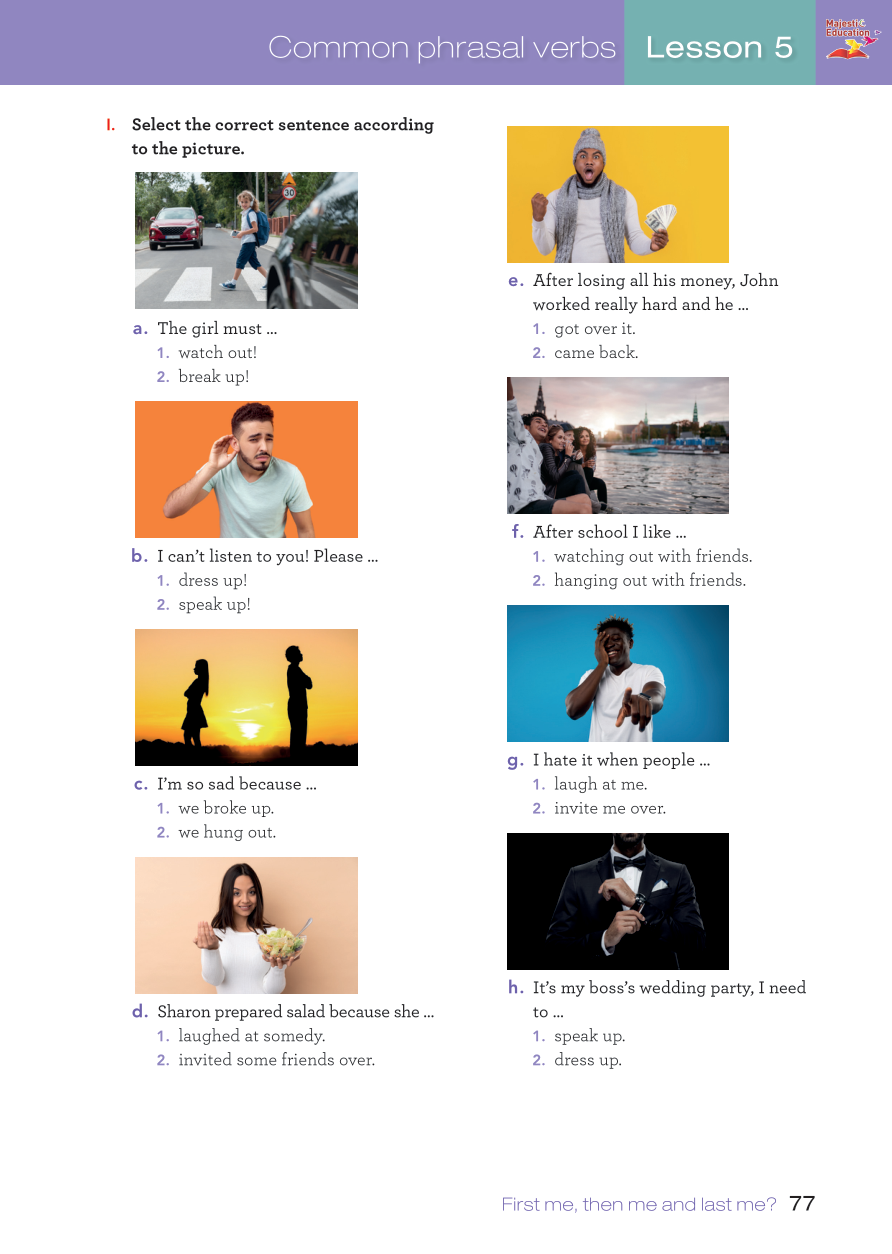 Common phrasal verbs Lesson 5
Majestic Education
I. Select the correct sentence according
to the picture.
30
a. The girl must ...
1. watch out!
2. break up!
b. I can’t listen to you! Please ...
1. dress up!
2. speak up!
c. I’m so sad because ...
1. we broke up.
2. we hung out.
d. Sharon prepared salad because she ...
1. laughed at somedy.
2. invited some friends over.
e. After losing all his money, John
worked really hard and he ...
1. got over it.
2. came back.
f. After school I like ...
1. watching out with friends.
2. hanging out with friends.
g. I hate it when people ...
1. laugh at me.
2. invite me over.
h. It’s my boss’s wedding party, I need
to ...
1. speak up.
2. dress up.
First me, then me and last me? 77